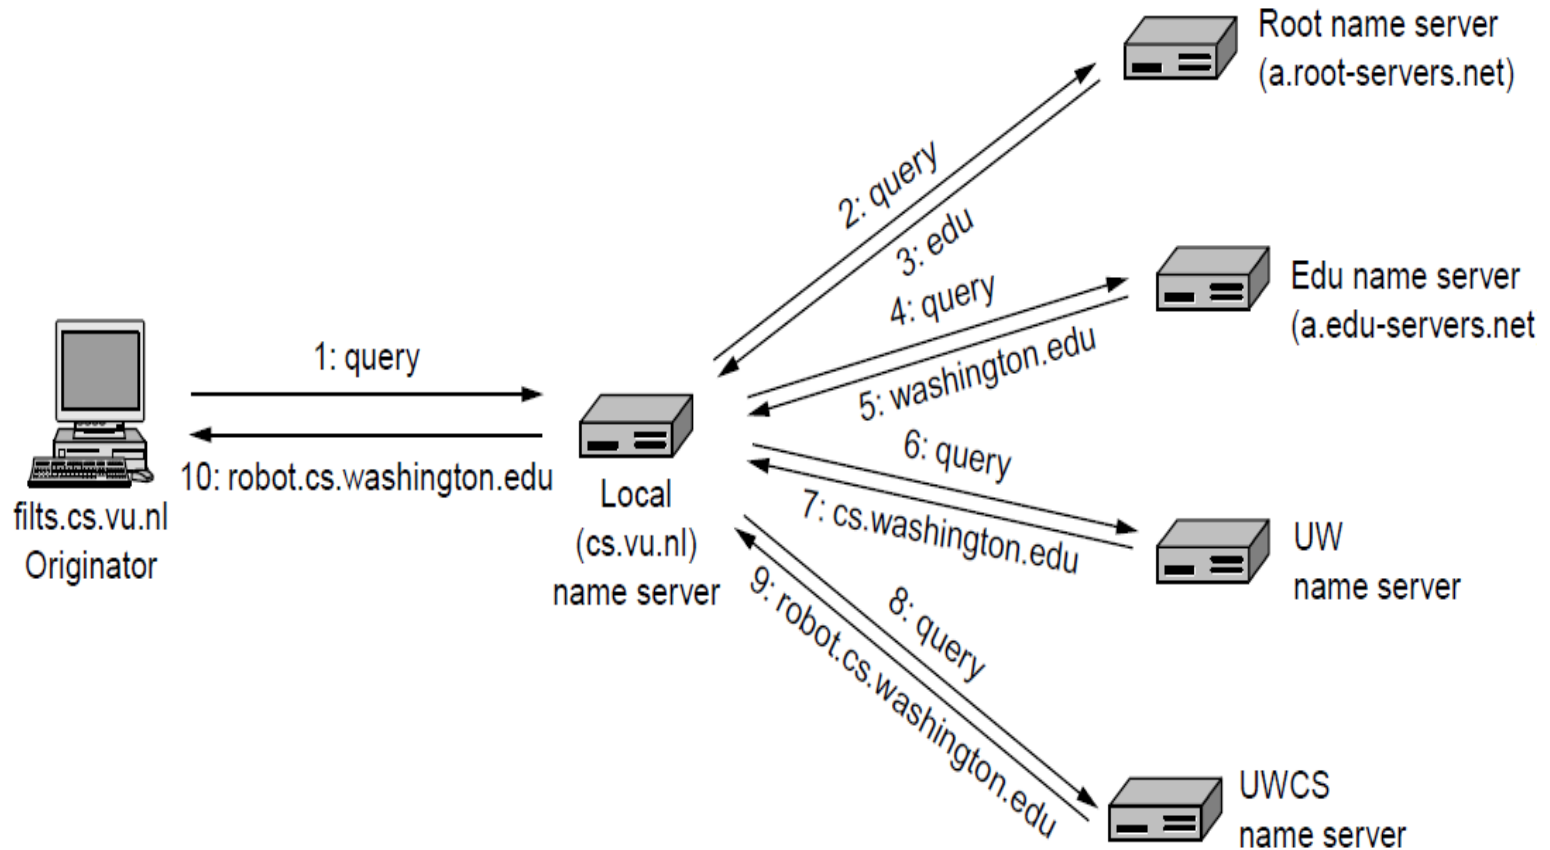 Root name server
(a.root-servers.net)
2: query
3: edu
Edu name server
(a.edu-servers.net
4: query
5: washington.edu
1: query
10: robot.cs.washington.edu
filts.cs.vu.nl
Originator
Local
(cs.vu.nl)
name server
6: query
7: cs.washington.edu
UW
name server
8: query
9: robot.cs.washington.edu
UWCS
name server